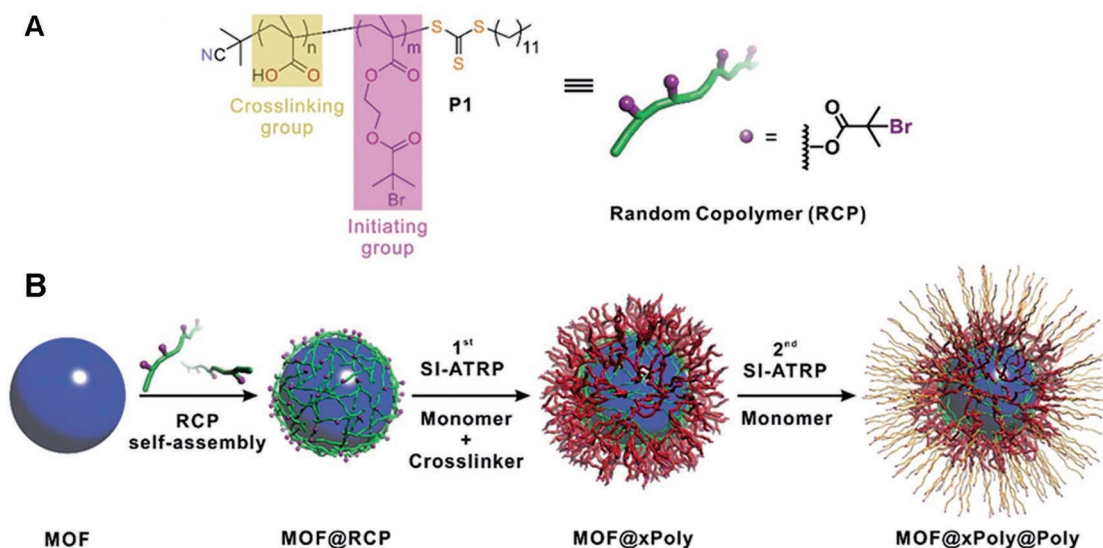 A
NC
n
HO
O
m
S
S
S
11
O
O
O
O
Br
P1
Crosslinking
group
Initiating
group
≡
=
O
O
Br
Random Copolymer (RCP)
B
RCP
self-assembly
1st
SI-ATRP
Monomer
+
Crosslinker
2nd
SI-ATRP
Monomer
MOF
MOF@RCP
MOF@xPoly
MOF@xPoly@Poly